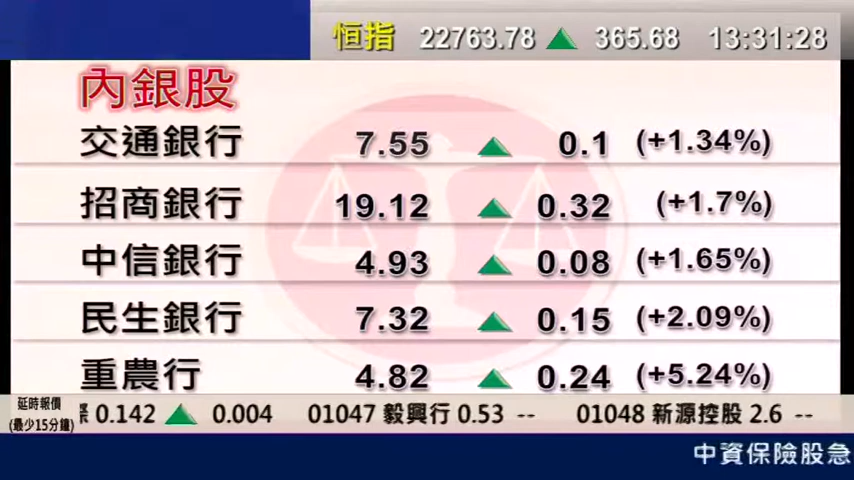 恒指 22763.78 ▲ 365.68 13:31:28
內銀股
交通銀行 7.55 ▲ 0.1 (+1.34%)
招商銀行 19.12 ▲ 0.32 (+1.7%)
中信銀行 4.93 ▲ 0.08 (+1.65%)
民生銀行 7.32 ▲ 0.15 (+2.09%)
重農行 4.82 ▲ 0.24 (+5.24%)
延時報價
(最少15分鐘)
0.142 ▲ 0.004 01047 毅興行 0.53 -- 01048 新源控股 2.6 --
中資保險股急